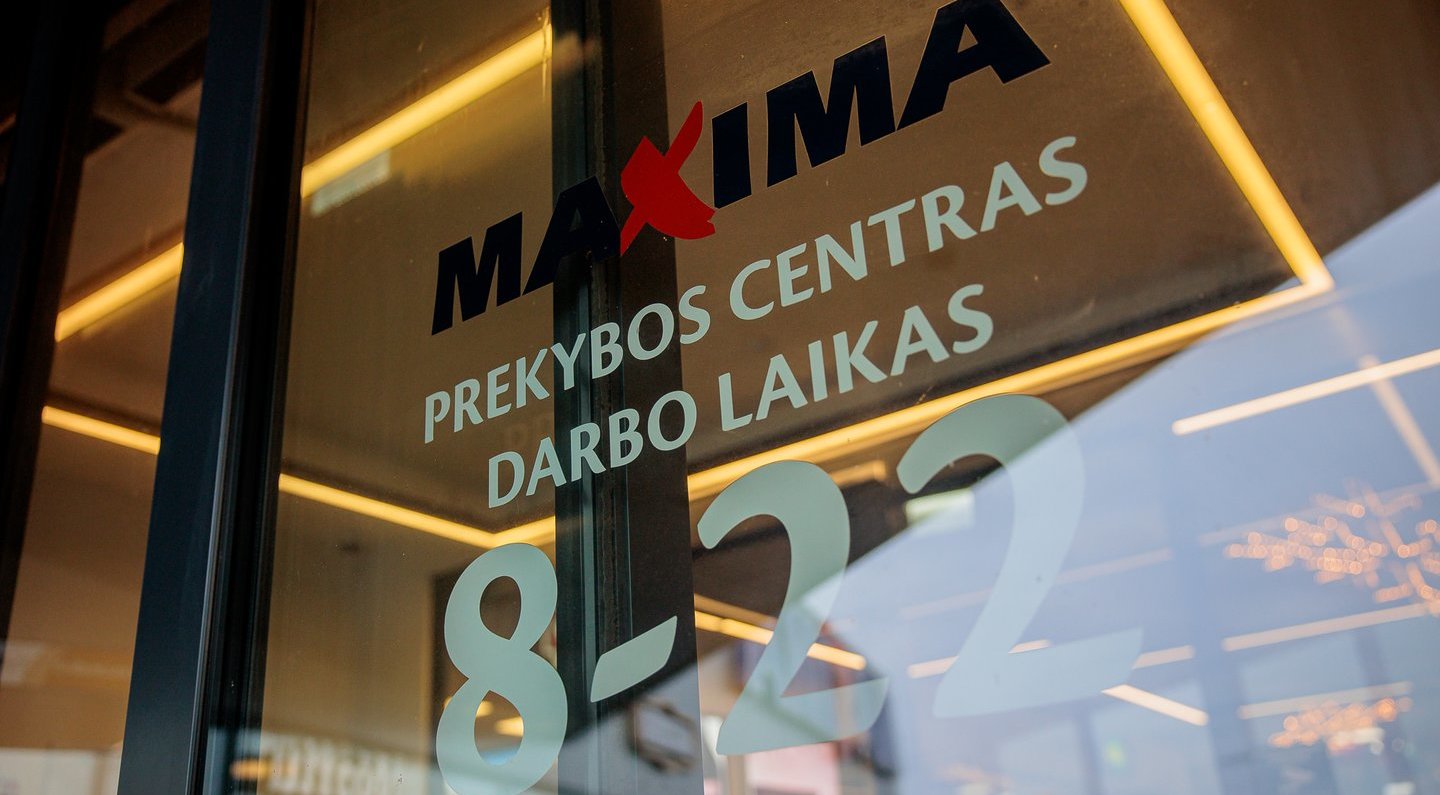 MAXIMA
PREKYBOS CENTRAS
DARBO LAIKAS
8-22